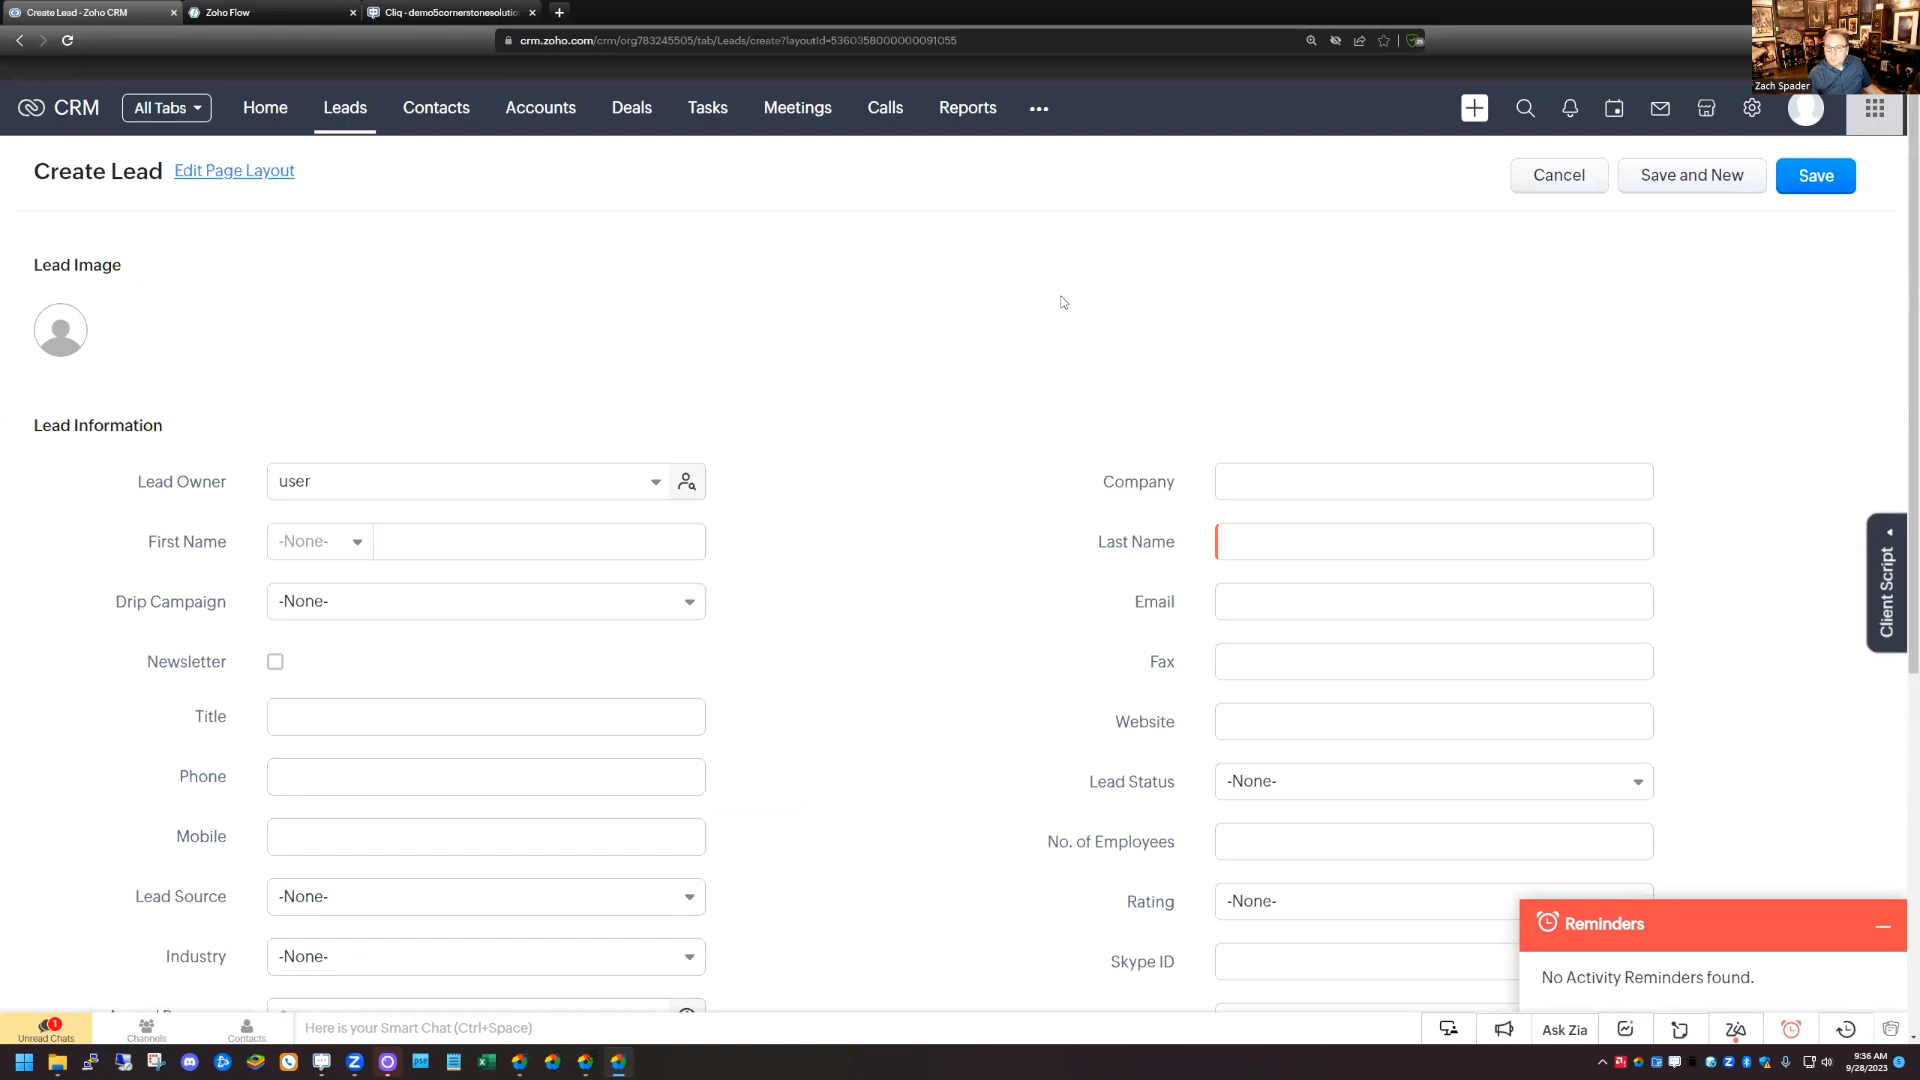 Create Lead - Zoho CRM
Zoho Flow
Cliq - demo5cornerstonesolutio
crm.zoho.com/crm/org783245505/tab/Leads/create?layoutId=5360358000000091055
Zach Spader
CRM
All Tabs
Home
Leads
Contacts
Accounts
Deals
Tasks
Meetings
Calls
Reports
Create Lead
Edit Page Layout
Cancel
Save and New
Save
Lead Image
Lead Information
Lead Owner
user
Company
First Name
-None-
Last Name
Drip Campaign
-None-
Email
Newsletter
Fax
Title
Website
Phone
Lead Status
-None-
Mobile
No. of Employees
Lead Source
-None-
Rating
-None-
Industry
-None-
Skype ID
Client Script
Reminders
No Activity Reminders found.
1
Unread Chats
Channels
Contacts
Here is your Smart Chat (Ctrl+Space)
Ask Zia
9:36 AM
9/28/2023